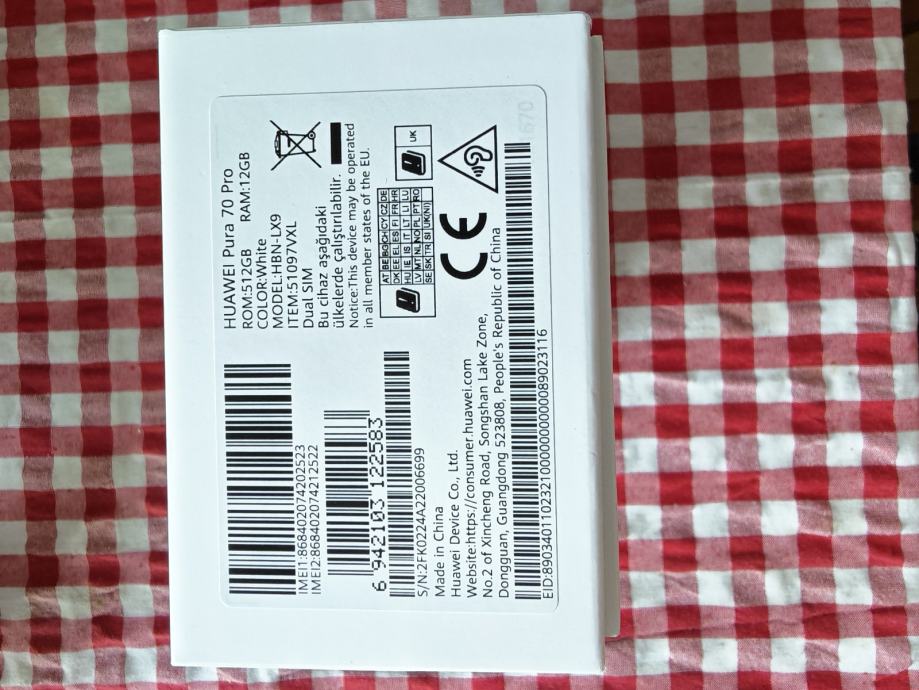 HUAWEI Pura 70 Pro
ROM:512GB RAM:12GB
COLOR:White
MODEL:HBN-LX9
ITEM:51097VXL
Dual SIM
Bu cihaz aşağıdaki
ülkelerde çalıştırılabilir.
Notice:This device may be operated
in all member states of the EU.
AT BE BG CH CY CZ DE
DK EE EL ES FI FR HR
HU IE IS IT LT LI LU
LV MT NL NO PL PT RO
SE SK TR SI UK(NI)
UK
CE
IMEI1:868402074202523
IMEI2:868402074212522
6 942103 122583
S/N:2FK0224A22006699
Made in China
Huawei Device Co., Ltd.
Website:https://consumer.huawei.com
No.2 of Xincheng Road, Songshan Lake Zone,
Dongguan, Guangdong 523808, People's Republic of China
EID:89034011023210000000000089023116
670